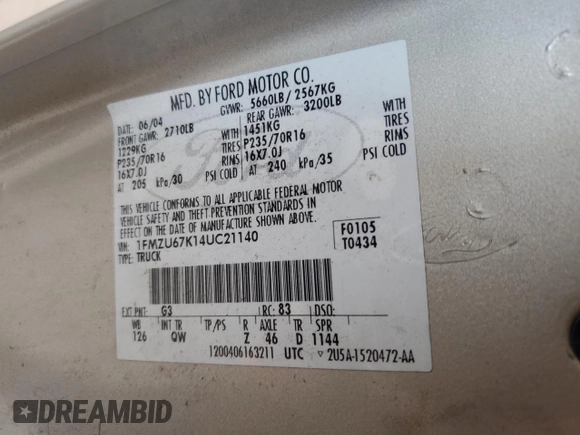 MFD. BY FORD MOTOR CO.
DATE: 06/04 GVWR: 5660LB/ 2567KG
FRONT GAWR: 2710LB REAR GAWR: 3200LB
1229KG WITH 1451KG WITH
P235/70R16 TIRES P235/70R16 TIRES
16X7.0J RIMS 16X7.0J RIMS
AT 205 kPa/30 PSI COLD AT 240 kPa/35 PSI COLD
THIS VEHICLE CONFORMS TO ALL APPLICABLE FEDERAL MOTOR
VEHICLE SAFETY AND THEFT PREVENTION STANDARDS IN
EFFECT ON THE DATE OF MANUFACTURE SHOWN ABOVE.
VIN: 1FMZU67K14UC21140 F0105
TYPE: TRUCK T0434
EXT PNT: G3 RC: 83 DSO:
WB INT TR TP/PS R AXLE TR SPR
126 QW Z 46 D 1144
1200406163211 UTC ▽ 2U5A-1520472-AA
Ford
DREAMBID